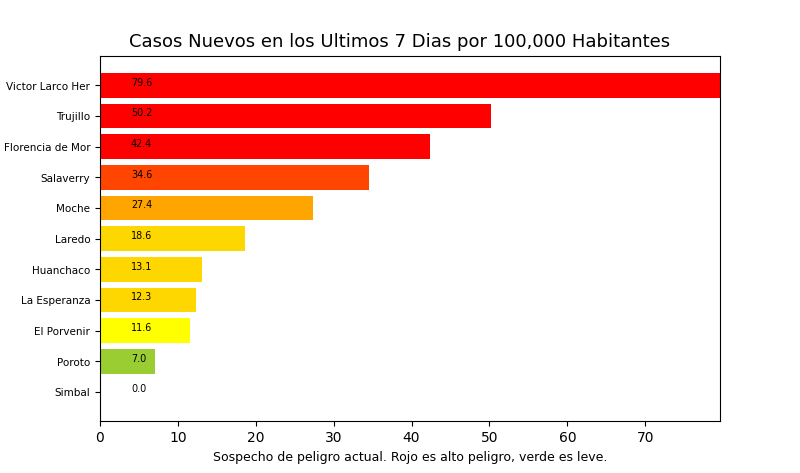 Casos Nuevos en los Ultimos 7 Dias por 100,000 Habitantes
Victor Larco Her 79.6
Trujillo 50.2
Florencia de Mor 42.4
Salaverry 34.6
Moche 27.4
Laredo 18.6
Huanchaco 13.1
La Esperanza 12.3
El Porvenir 11.6
Poroto 7.0
Simbal 0.0
0 10 20 30 40 50 60 70
Sospecho de peligro actual. Rojo es alto peligro, verde es leve.